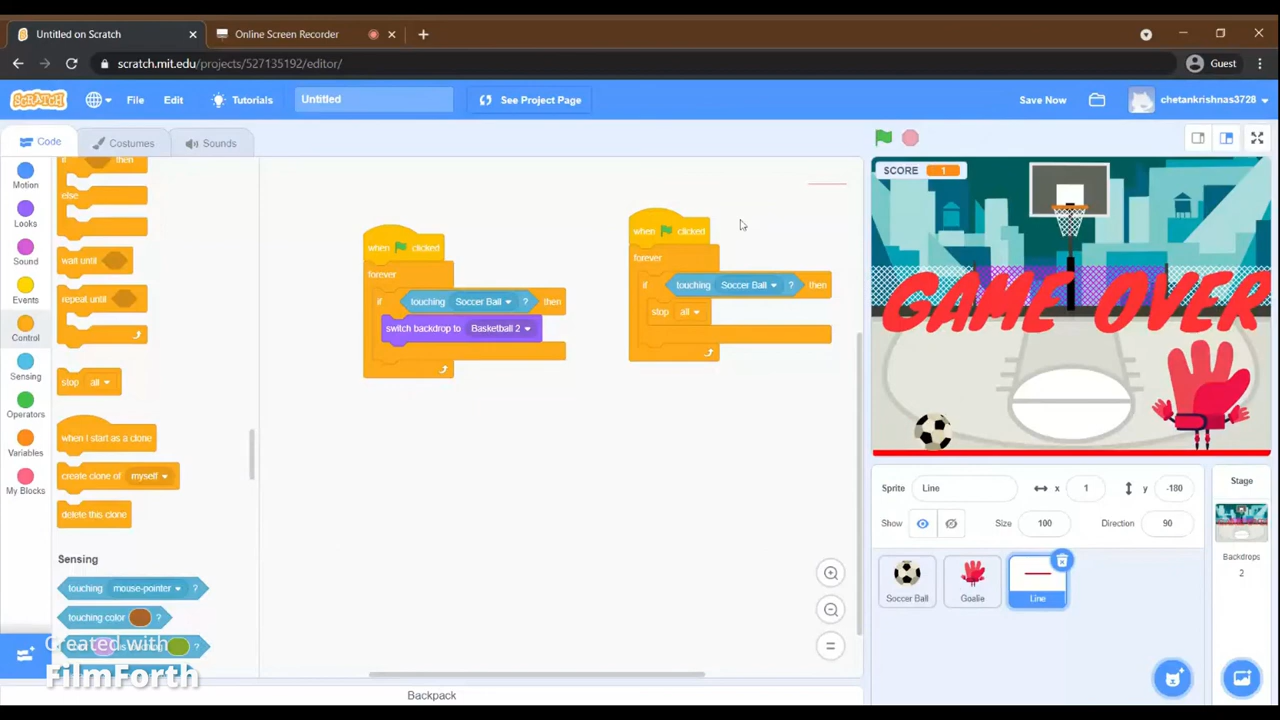 Untitled on Scratch
Online Screen Recorder
scratch.mit.edu/projects/527135192/editor/
Guest
SCRATCH
File
Edit
Tutorials
Untitled
See Project Page
Save Now
chetankrishnas3728
Code
Costumes
Sounds
Motion
Looks
Sound
Events
Control
Sensing
Operators
Variables
My Blocks
if then
else
wait until
repeat until
stop all
when I start as a clone
create clone of myself
delete this clone
Sensing
touching mouse-pointer ?
touching color ?
when clicked
forever
if touching Soccer Ball ? then
switch backdrop to Basketball 2
when clicked
forever
if touching Soccer Ball ? then
stop all
SCORE 1
GAME OVER
Sprite Line x 1 y -180
Show Size 100 Direction 90
Soccer Ball
Goalie
Line
Stage
Backdrops
2
Backpack
Created with
FilmForth